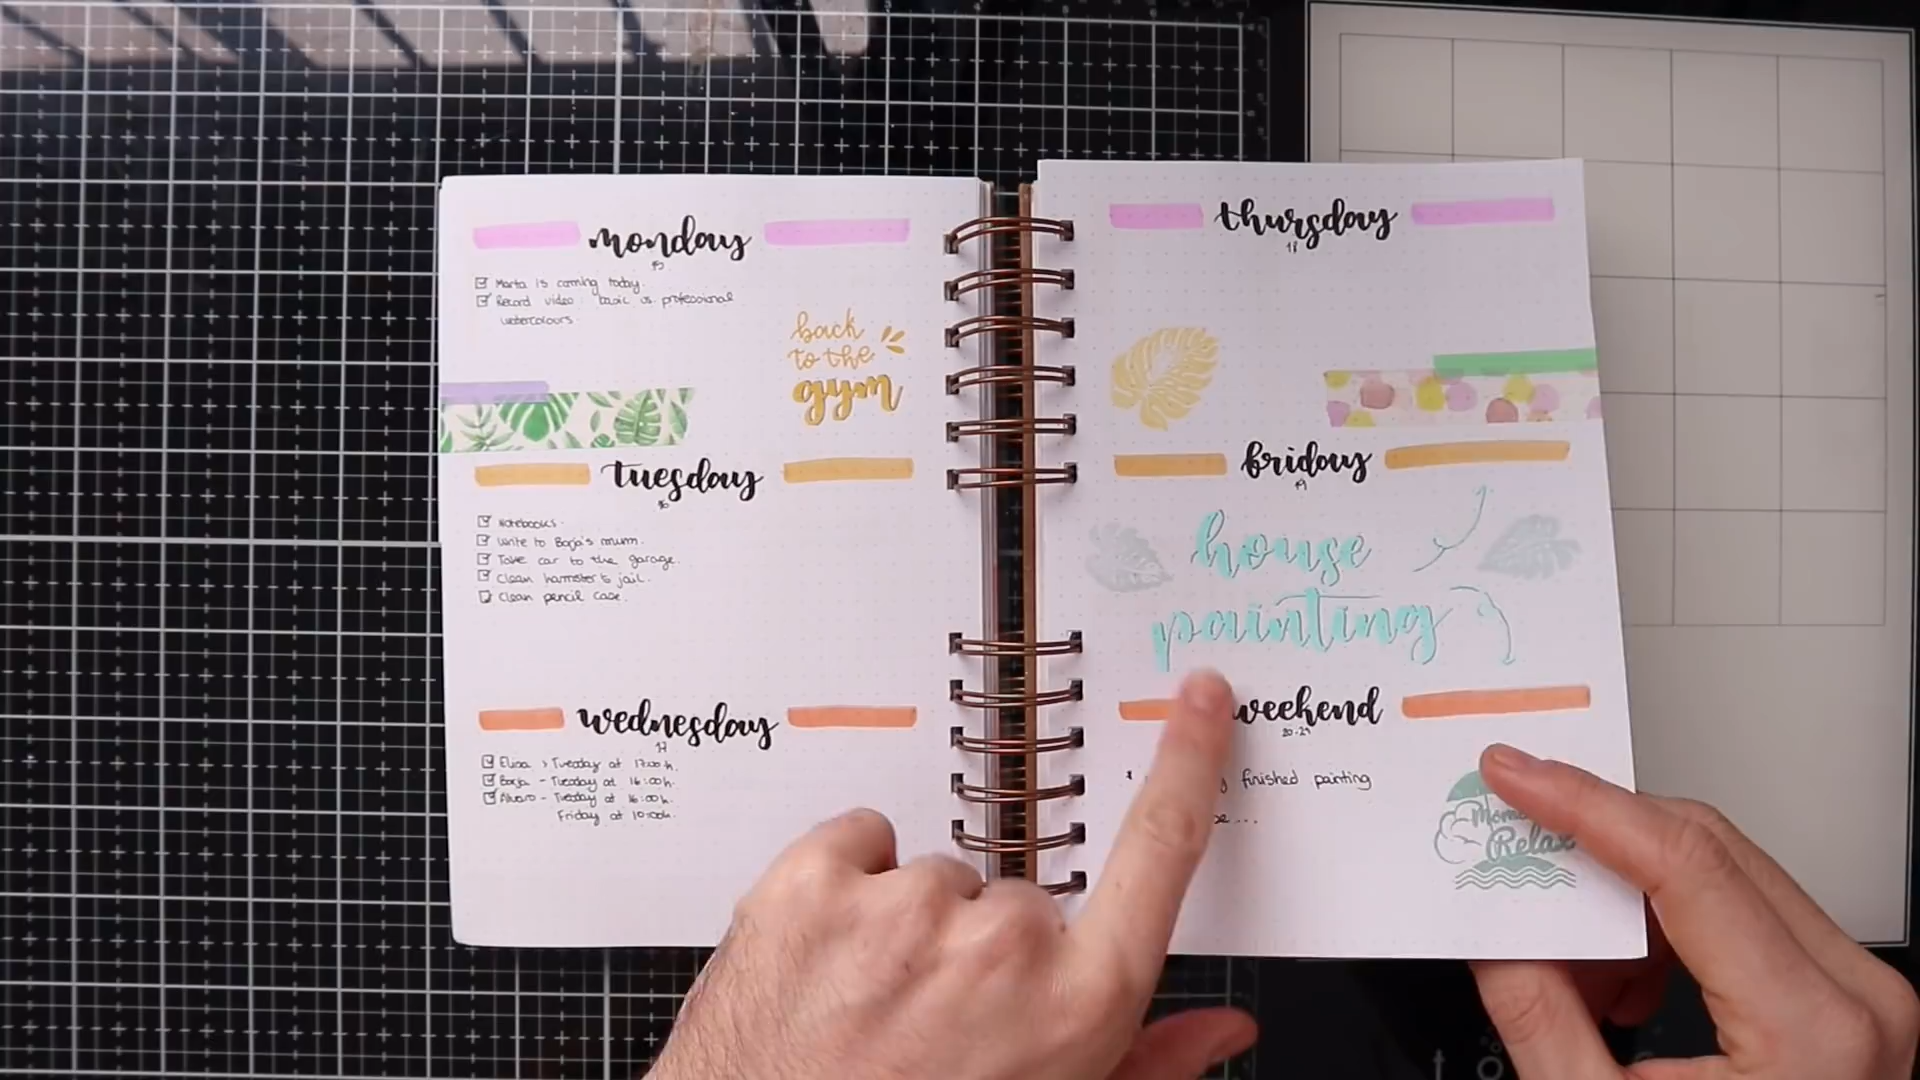 monday
15
Marta is coming today.
Record video: basic vs. professional
watercolours.
back
to the
gym
tuesday
16
Notebooks.
Write to Borja's mum.
Take car to the garage.
Clean hamster's jail.
Clean pencil case.
wednesday
17
Elisa > Tuesday at 17:00h.
Borja - Tuesday at 16:00h.
Alvaro - Tuesday at 16:00h.
Friday at 10:00h.
thursday
18
friday
19
house
painting
weekend
20-21
finished painting
Relax